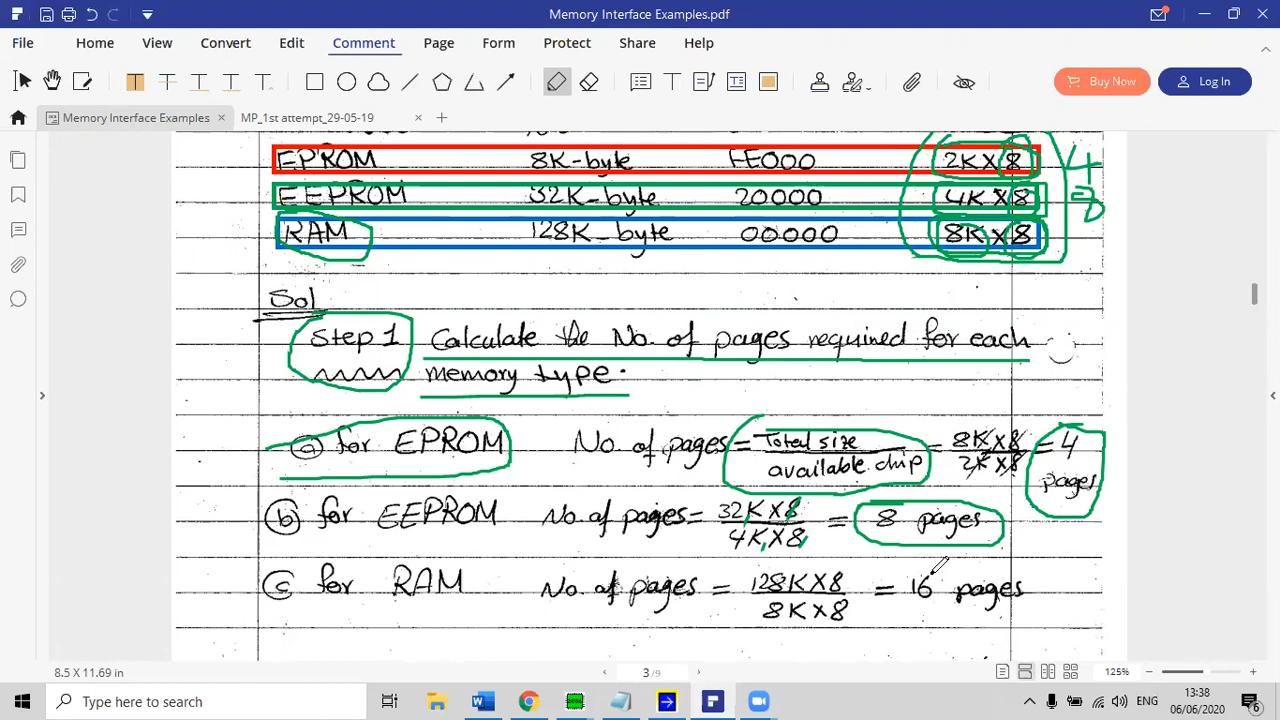 Memory Interface Examples.pdf
File Home View Convert Edit Comment Page Form Protect Share Help
Buy Now Log In
Memory Interface Examples × MP_1st attempt_29-05-19 × +
EPROM 8K-byte FE000 2K X 8
EEPROM 32K-byte 20000 4K X 8
RAM 128K-byte 00000 8K X 8
Sol
Step 1 Calculate the No. of pages required for each
memory type.
(a) for EPROM No. of pages = Total size / available chip = 8K X 8 / 2K X 8 = 4
pages
(b) for EEPROM No. of pages = 32K X 8 / 4K X 8 = 8 pages
(c) for RAM No. of pages = 128K X 8 / 8K X 8 = 16 pages
8.5 X 11.69 in 3 /9 125%
Type here to search
ENG 13:38
06/06/2020 6